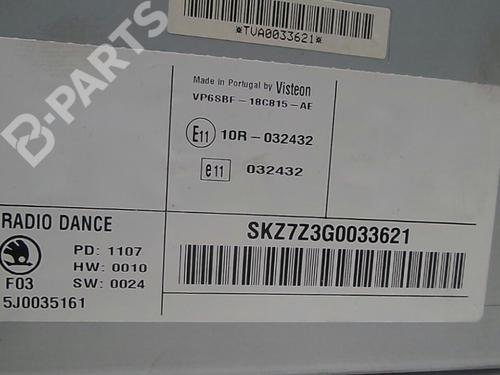 B-PARTS
*TVA0033621*
Made in Portugal by Visteon
VP6SBF-18C815-AE
E11 10R-032432
e11 032432
RADIO DANCE
SKZ7Z3G0033621
PD: 1107
HW: 0010
F03 SW: 0024
5J0035161